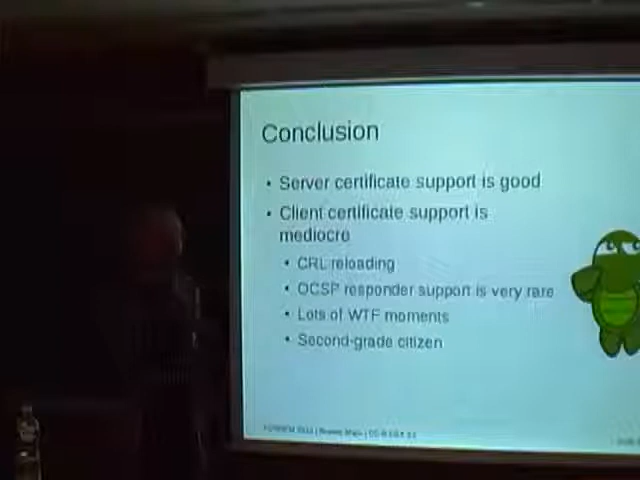 Conclusion
• Server certificate support is good
• Client certificate support is
mediocre
• CRL reloading
• OCSP responder support is very rare
• Lots of WTF moments
• Second-grade citizen